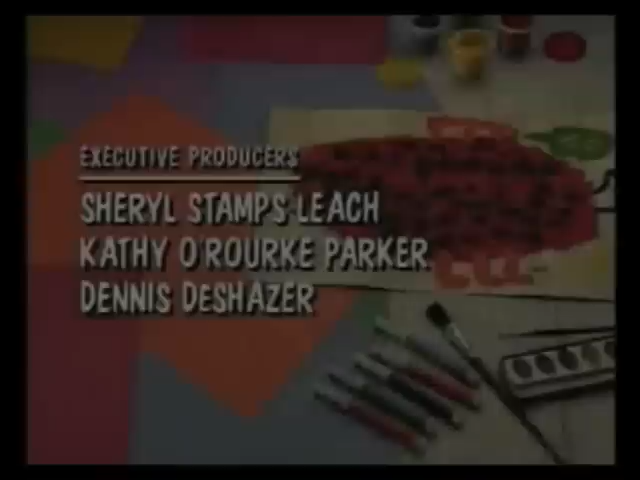 EXECUTIVE PRODUCERS
SHERYL STAMPS LEACH
KATHY O'ROURKE PARKER
DENNIS DESHAZER